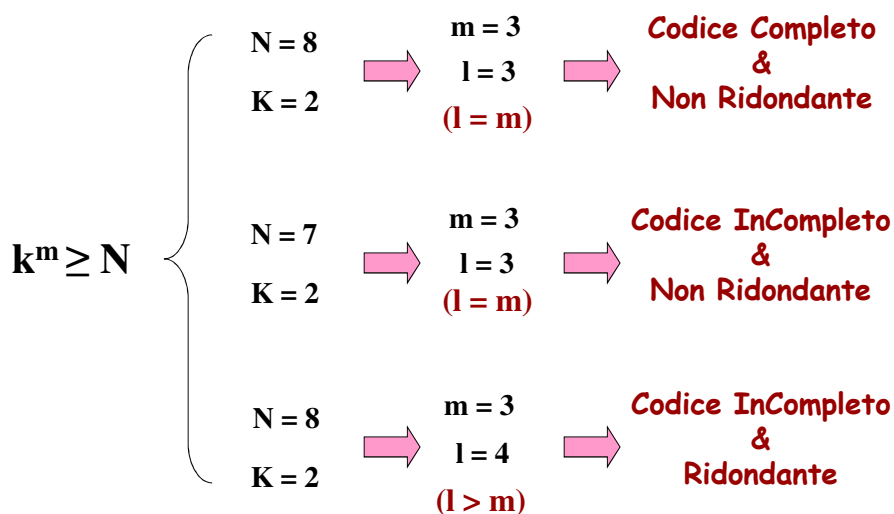 N = 8
K = 2
m = 3
l = 3
(l = m)
Codice Completo
&
Non Ridondante
k^m ≥ N
N = 7
K = 2
m = 3
l = 3
(l = m)
Codice InCompleto
&
Non Ridondante
N = 8
K = 2
m = 3
l = 4
(l > m)
Codice InCompleto
&
Ridondante